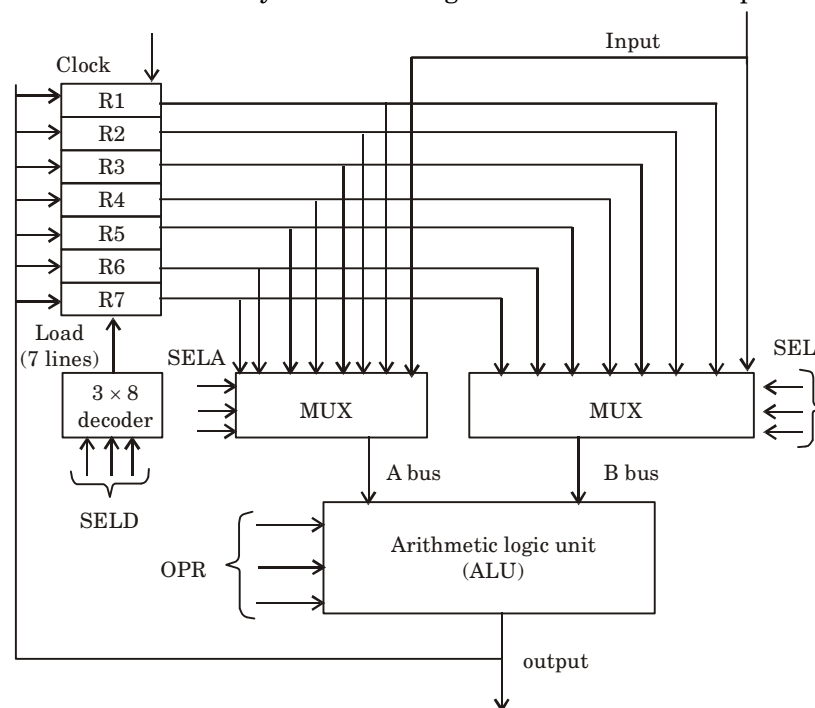 Input
Clock
R1
R2
R3
R4
R5
R6
R7
Load
(7 lines)
SELA
SEL
3 × 8
decoder
MUX
MUX
A bus
B bus
SELD
OPR
Arithmetic logic unit
(ALU)
output